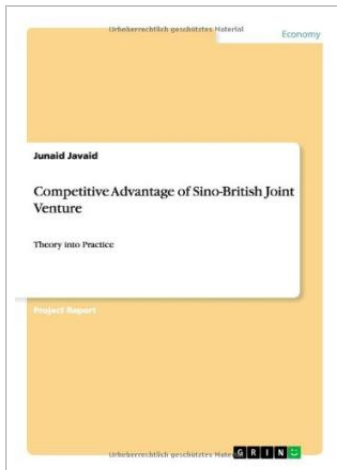 Urheberrechtlich geschütztes Material
Economy
Junaid Javaid
Competitive Advantage of Sino-British Joint
Venture
Theory into Practice
Project Report
Urheberrechtlich geschütztes Mater
GRIN